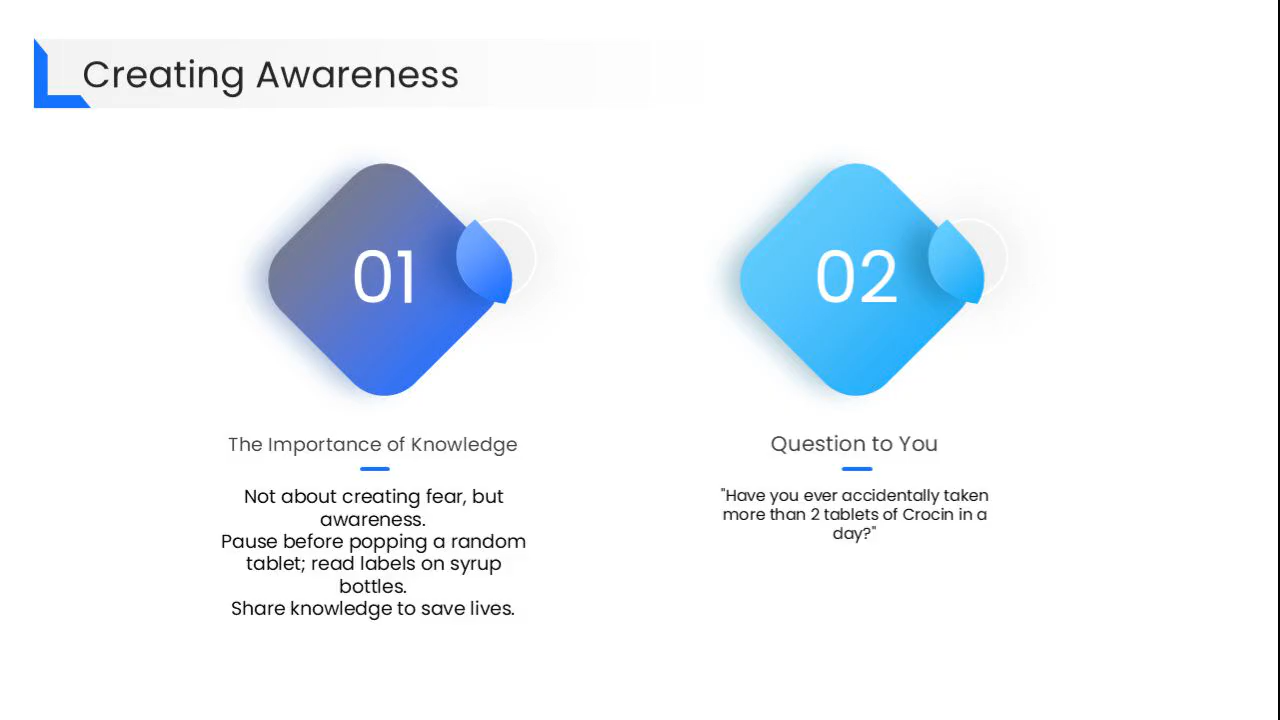 Creating Awareness
01
The Importance of Knowledge
Not about creating fear, but
awareness.
Pause before popping a random
tablet; read labels on syrup
bottles.
Share knowledge to save lives.
02
Question to You
"Have you ever accidentally taken
more than 2 tablets of Crocin in a
day?"